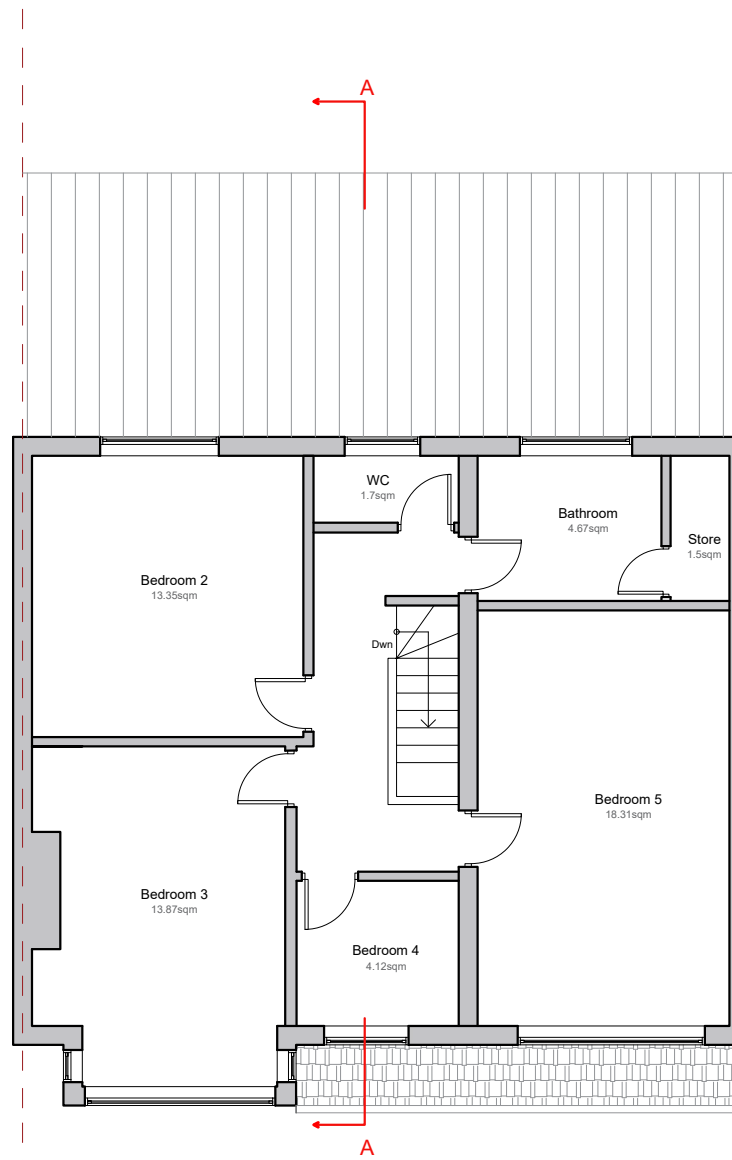 A
WC
1.7sqm
Bathroom
4.67sqm
Store
1.5sqm
Bedroom 2
13.35sqm
Dwn
Bedroom 5
18.31sqm
Bedroom 3
13.87sqm
Bedroom 4
4.12sqm
A